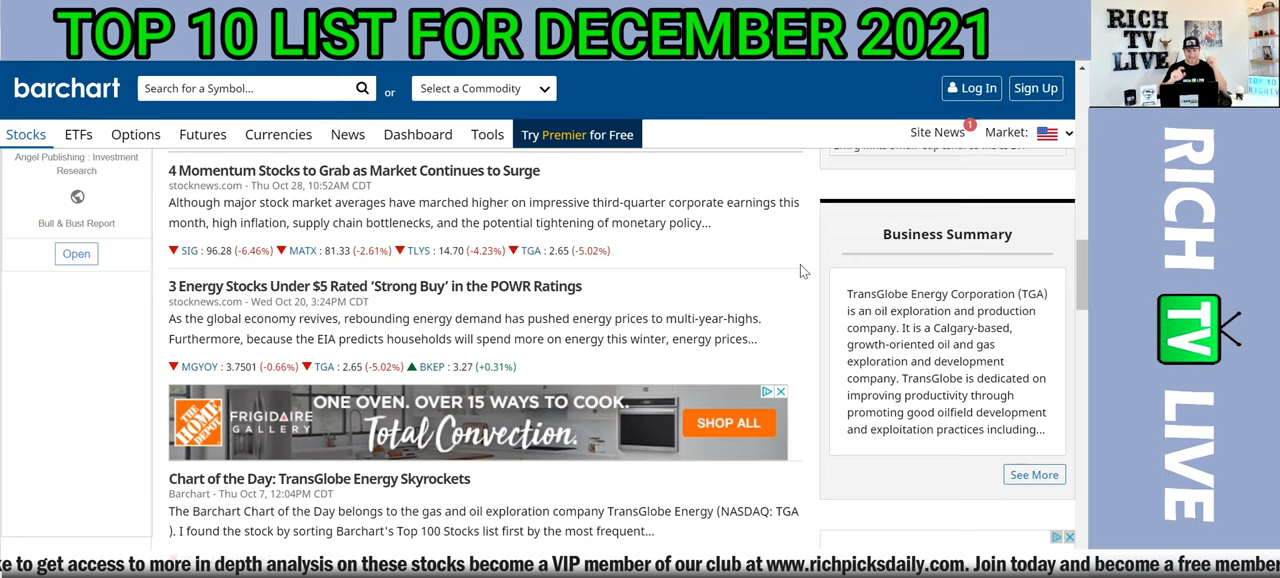 TOP 10 LIST FOR DECEMBER 2021
RICH
TV
LIVE
TOP 10
barchart
Search for a Symbol...
or
Select a Commodity
Log In
Sign Up
Stocks
ETFs
Options
Futures
Currencies
News
Dashboard
Tools
Try Premier for Free
Site News 1
Market:
Angel Publishing : Investment
Research
Bull & Bust Report
Open
4 Momentum Stocks to Grab as Market Continues to Surge
stocknews.com - Thu Oct 28, 10:52AM CDT
Although major stock market averages have marched higher on impressive third-quarter corporate earnings this
month, high inflation, supply chain bottlenecks, and the potential tightening of monetary policy...
SIG : 96.28 (-6.46%) MATX : 81.33 (-2.61%) TLYS : 14.70 (-4.23%) TGA : 2.65 (-5.02%)
3 Energy Stocks Under $5 Rated ‘Strong Buy’ in the POWR Ratings
stocknews.com - Wed Oct 20, 3:24PM CDT
As the global economy revives, rebounding energy demand has pushed energy prices to multi-year-highs.
Furthermore, because the EIA predicts households will spend more on energy this winter, energy prices...
MGYOY : 3.7501 (-0.66%) TGA : 2.65 (-5.02%) BKEP : 3.27 (+0.31%)
THE HOME DEPOT
FRIGIDAIRE
GALLERY
ONE OVEN. OVER 15 WAYS TO COOK.
Total Convection.
SHOP ALL
Chart of the Day: TransGlobe Energy Skyrockets
Barchart - Thu Oct 7, 12:04PM CDT
The Barchart Chart of the Day belongs to the gas and oil exploration company TransGlobe Energy (NASDAQ: TGA
). I found the stock by sorting Barchart's Top 100 Stocks list first by the most frequent...
Business Summary
TransGlobe Energy Corporation (TGA)
is an oil exploration and production
company. It is a Calgary-based,
growth-oriented oil and gas
exploration and development
company. TransGlobe is dedicated on
improving productivity through
promoting good oilfield development
and exploitation practices including...
See More
RICH TV LIVE
ke to get access to more in depth analysis on these stocks become a VIP member of our club at www.richpicksdaily.com. Join today and become a free member